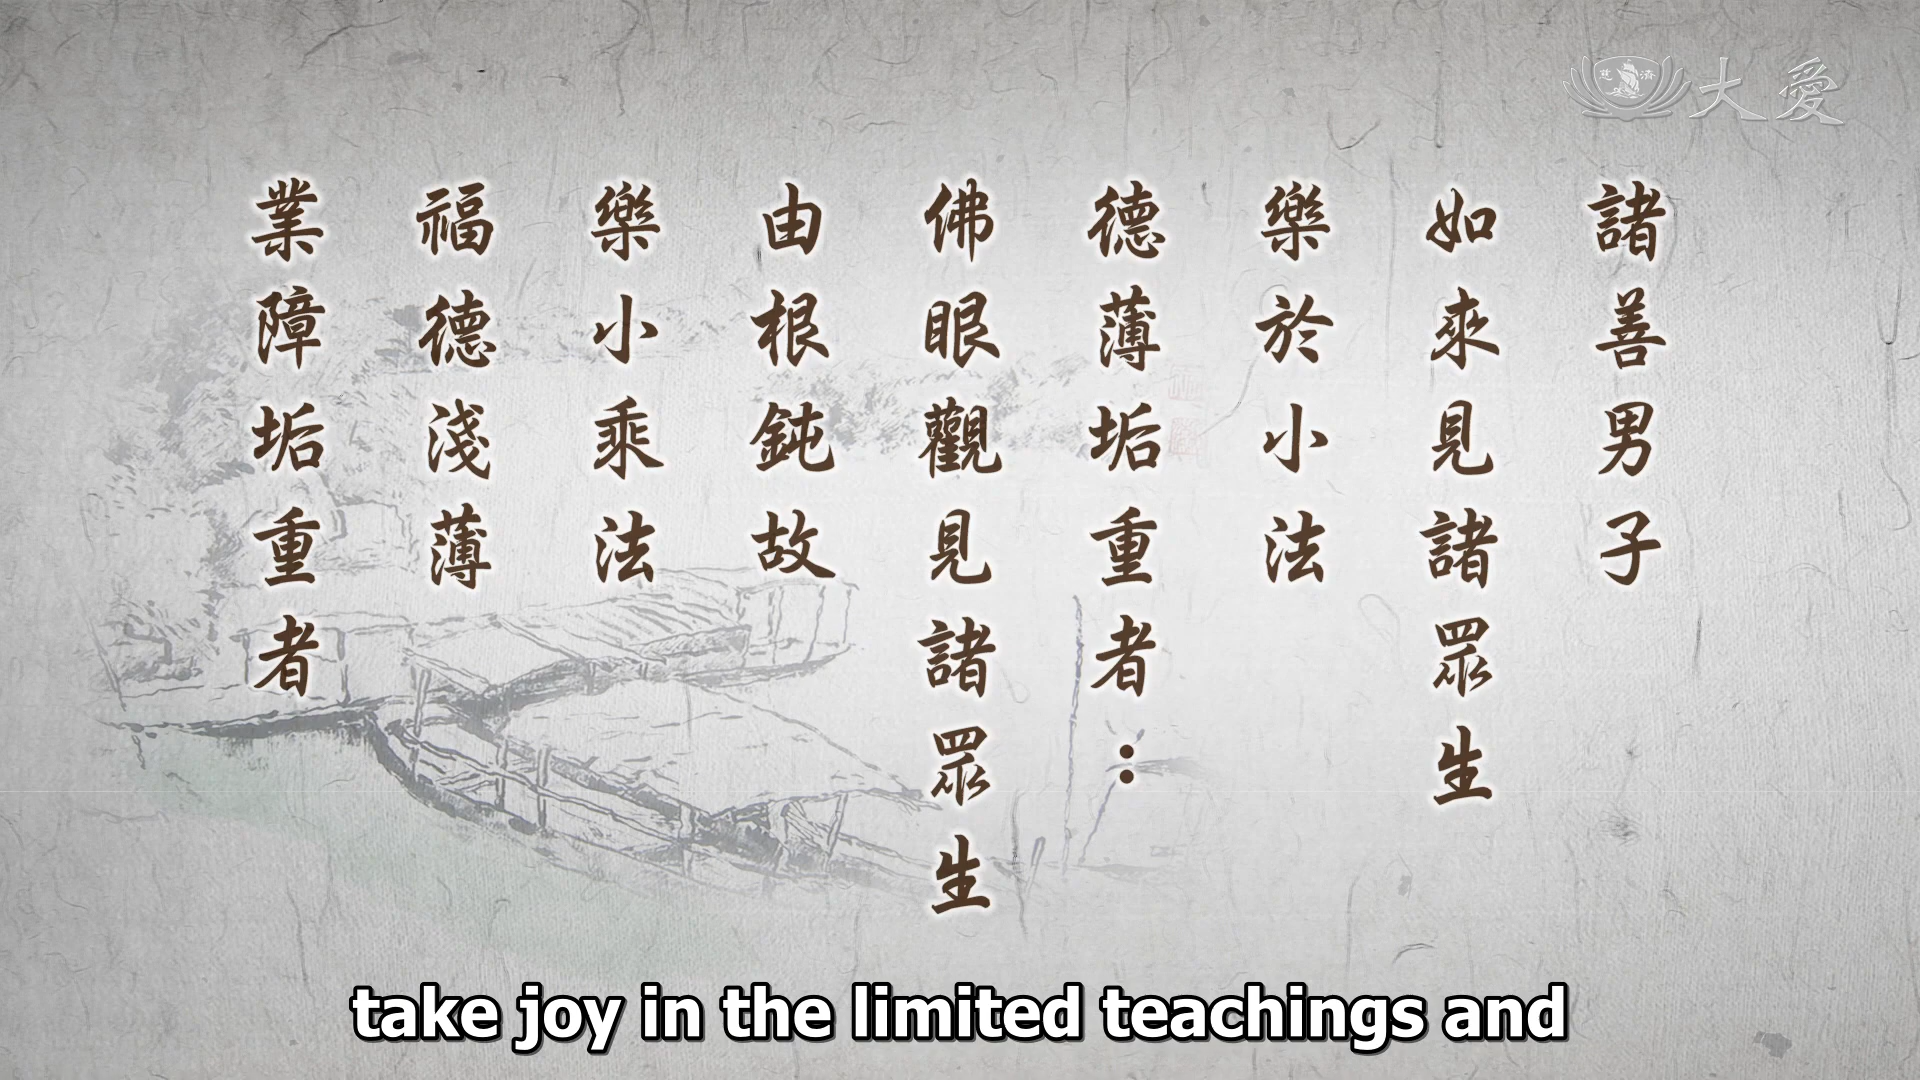 慈濟
大愛
諸善男子
如來見諸眾生
樂於小法
德薄垢重者：
佛眼觀見諸眾生
由根鈍故
樂小乘法
福德淺薄
業障垢重者
take joy in the limited teachings and